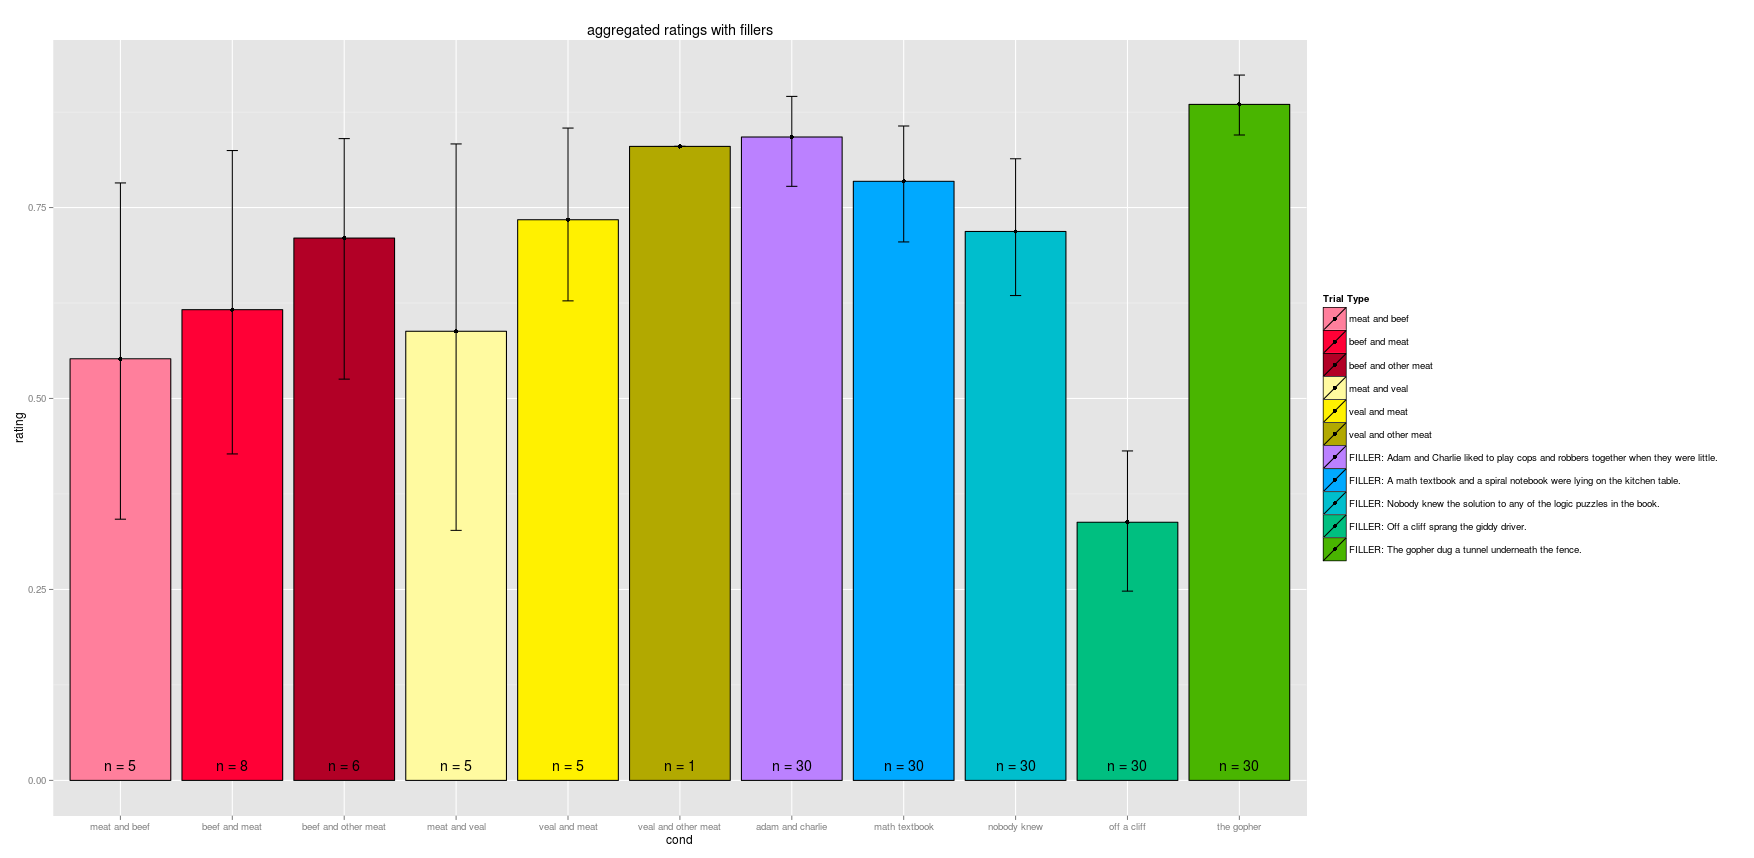 aggregated ratings with fillers
rating
0.75
0.50
0.25
0.00
n = 5
n = 8
n = 6
n = 5
n = 5
n = 1
n = 30
n = 30
n = 30
n = 30
n = 30
meat and beef
beef and meat
beef and other meat
meat and veal
veal and meat
veal and other meat
adam and charlie
math textbook
nobody knew
off a cliff
the gopher
cond
Trial Type
meat and beef
beef and meat
beef and other meat
meat and veal
veal and meat
veal and other meat
FILLER: Adam and Charlie liked to play cops and robbers together when they were little.
FILLER: A math textbook and a spiral notebook were lying on the kitchen table.
FILLER: Nobody knew the solution to any of the logic puzzles in the book.
FILLER: Off a cliff sprang the giddy driver.
FILLER: The gopher dug a tunnel underneath the fence.